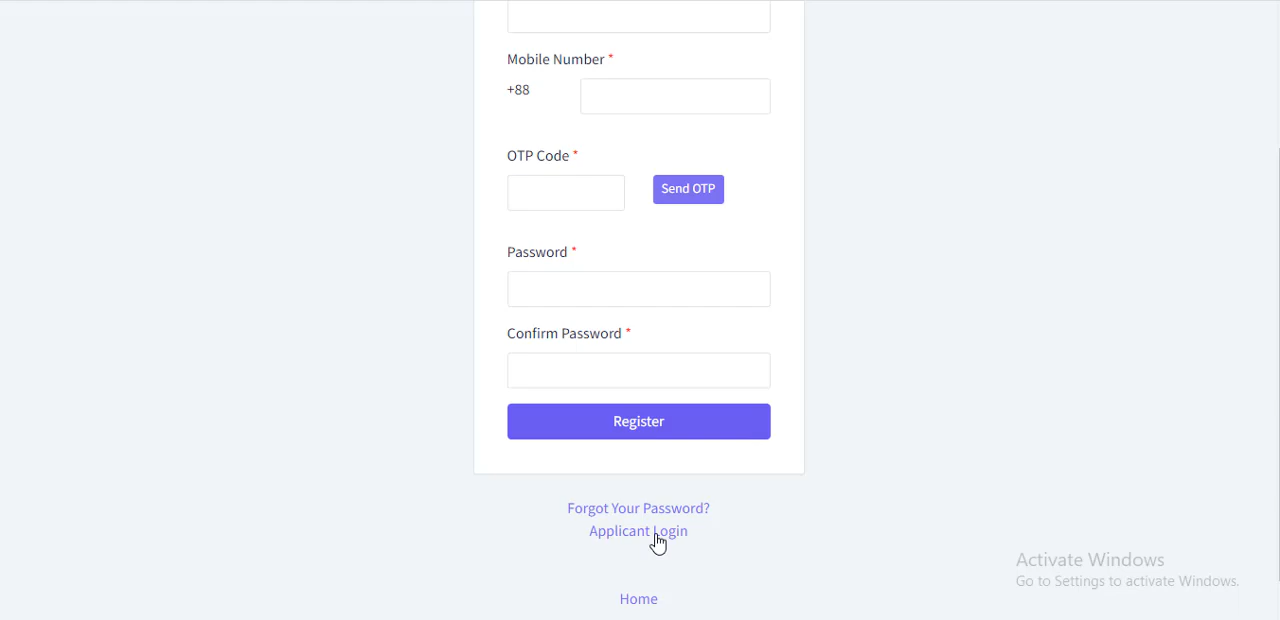 Mobile Number *
+88
OTP Code *
Send OTP
Password *
Confirm Password *
Register
Forgot Your Password?
Applicant Login
Activate Windows
Go to Settings to activate Windows.
Home